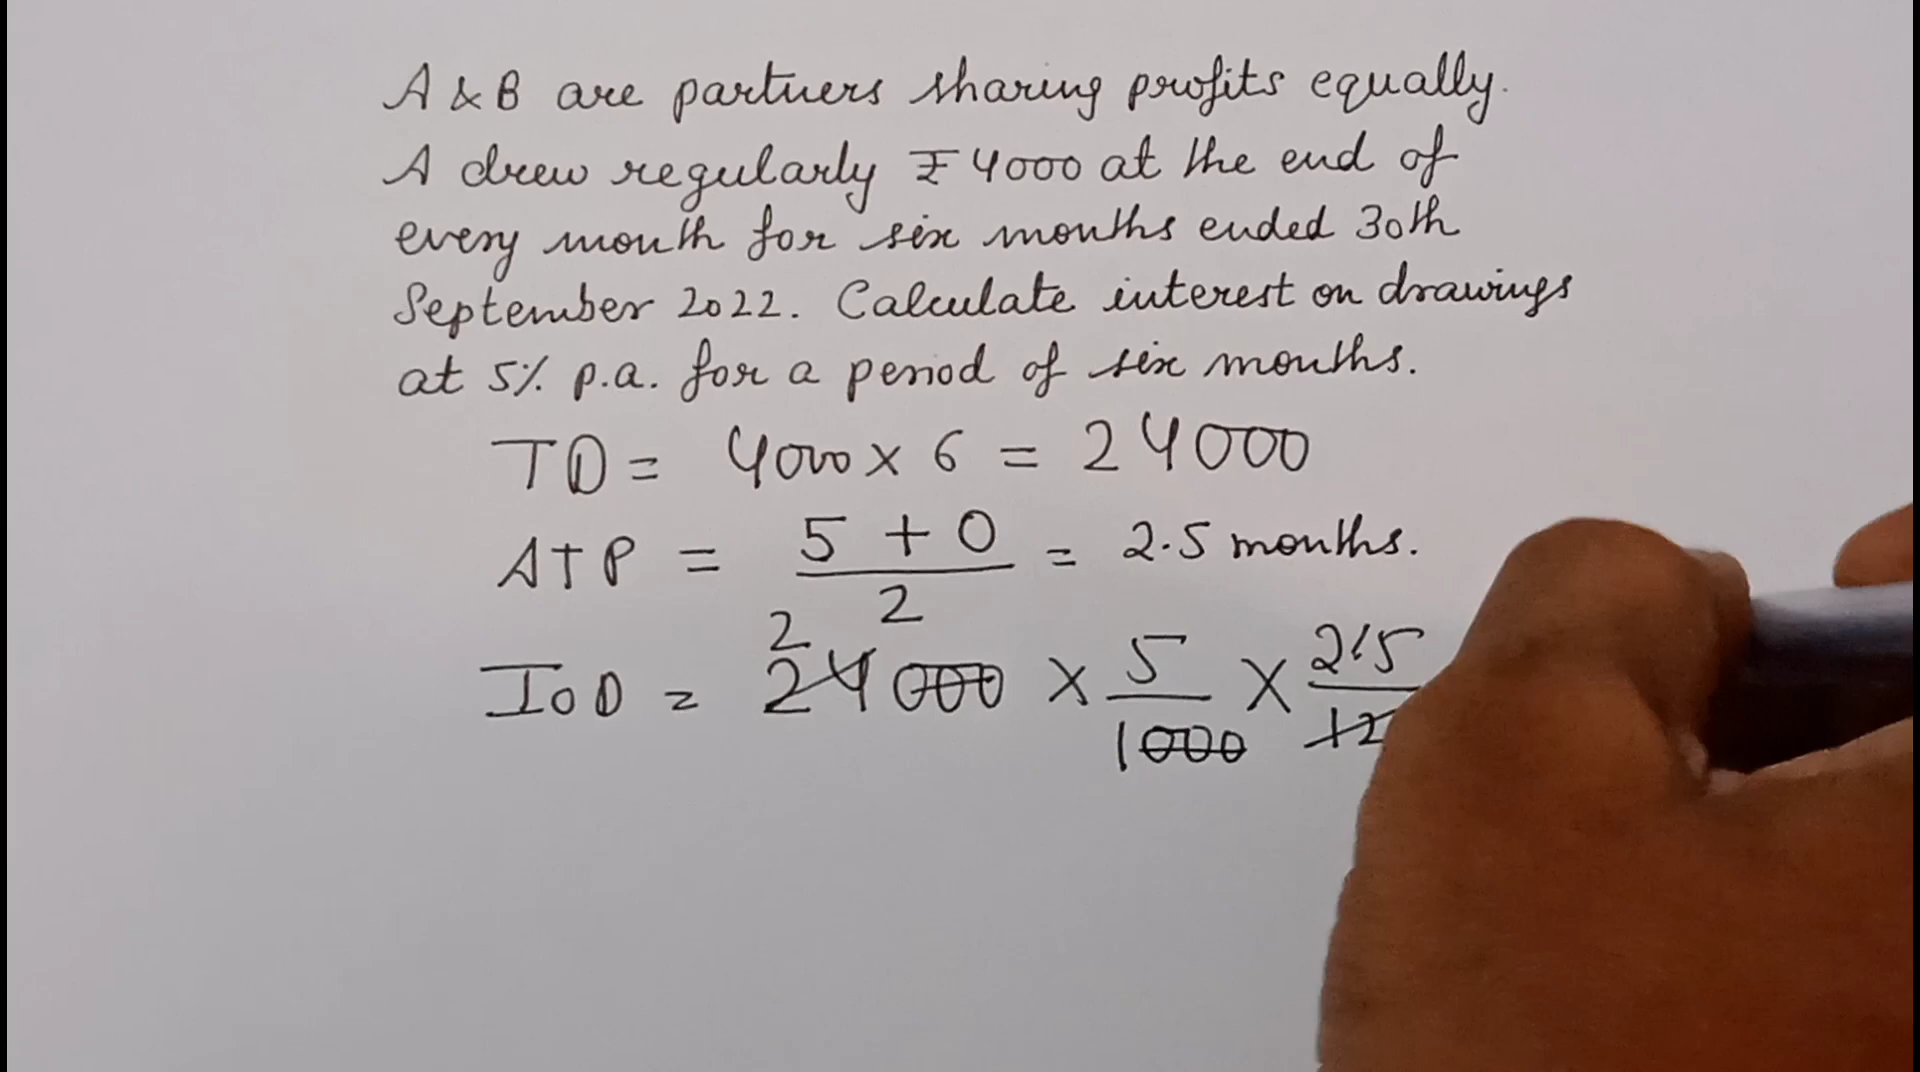 A & B are partners sharing profits equally.
A drew regularly ₹4000 at the end of
every month for six months ended 30th
September 2022. Calculate interest on drawings
at 5% p.a. for a period of six months.
TD = 4000 × 6 = 24000
ATP = 5 + 0 / 2 = 2.5 months.
2
IOD = 24000 × 5 / 1000 × 215 / 12